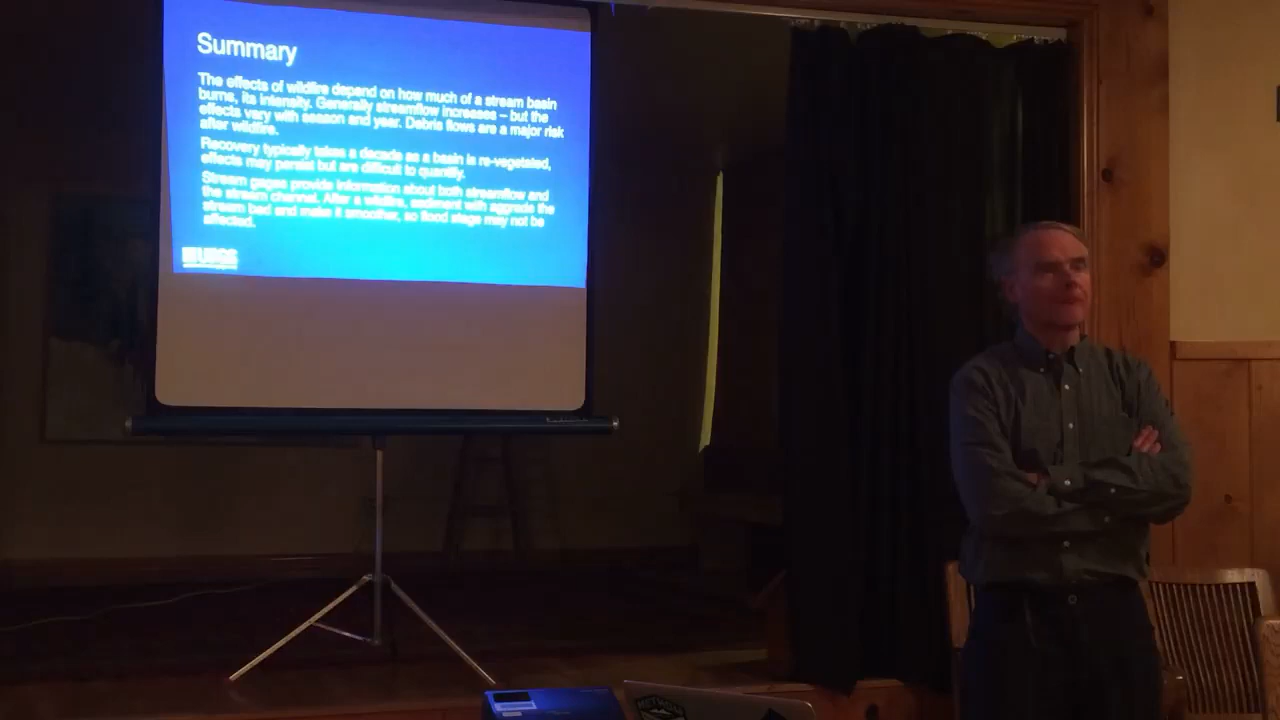 Summary
The effects of wildfire depend on how much of a stream basin
burns, its intensity. Generally streamflow increases – but the
effects vary with season and year. Debris flows are a major risk
after wildfire.
Recovery typically takes a decade as a basin is re-vegetated,
effects may persist but are difficult to quantify.
Stream gages provide information about both streamflow and
the stream channel. After a wildfire, sediment with aggrade the
stream bed and make it smoother, so flood stage may not be
affected.
USGS